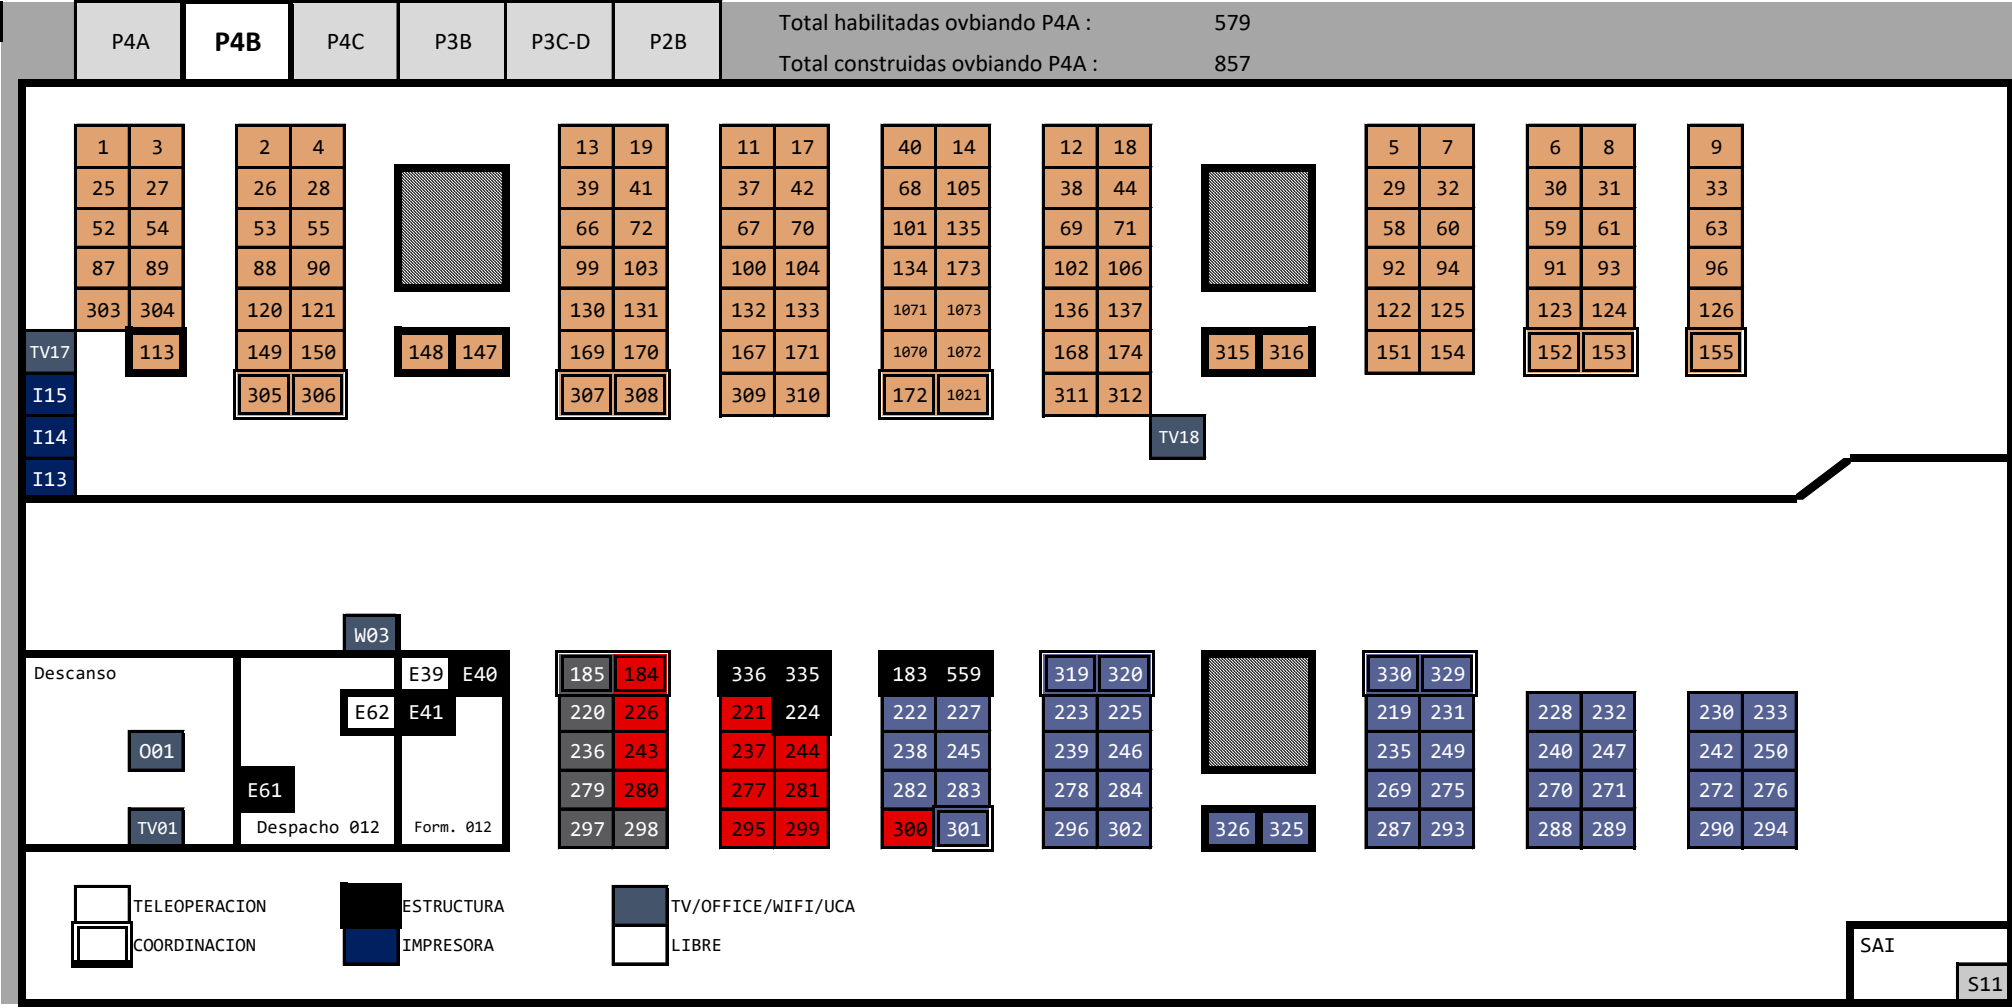 P4A P4B P4C P3B P3C-D P2B
Total habilitadas ovbiando P4A : 579
Total construidas ovbiando P4A : 857
1 3 2 4 13 19 11 17 40 14 12 18 5 7 6 8 9
25 27 26 28 39 41 37 42 68 105 38 44 29 32 30 31 33
52 54 53 55 66 72 67 70 101 135 69 71 58 60 59 61 63
87 89 88 90 99 103 100 104 134 173 102 106 92 94 91 93 96
303 304 120 121 130 131 132 133 1071 1073 136 137 122 125 123 124 126
TV17 113 149 150 148 147 169 170 167 171 1070 1072 168 174 315 316 151 154 152 153 155
I15 305 306 307 308 309 310 172 1021 311 312
I14 TV18
I13
W03
Descanso E39 E40 185 184 336 335 183 559 319 320 330 329
E62 E41 220 226 221 224 222 227 223 225 219 231 228 232 230 233
O01 236 243 237 244 238 245 239 246 235 249 240 247 242 250
E61 279 280 277 281 282 283 278 284 269 275 270 271 272 276
TV01 Despacho 012 Form. 012 297 298 295 299 300 301 296 302 326 325 287 293 288 289 290 294
TELEOPERACION ESTRUCTURA TV/OFFICE/WIFI/UCA
COORDINACION IMPRESORA LIBRE SAI
S11